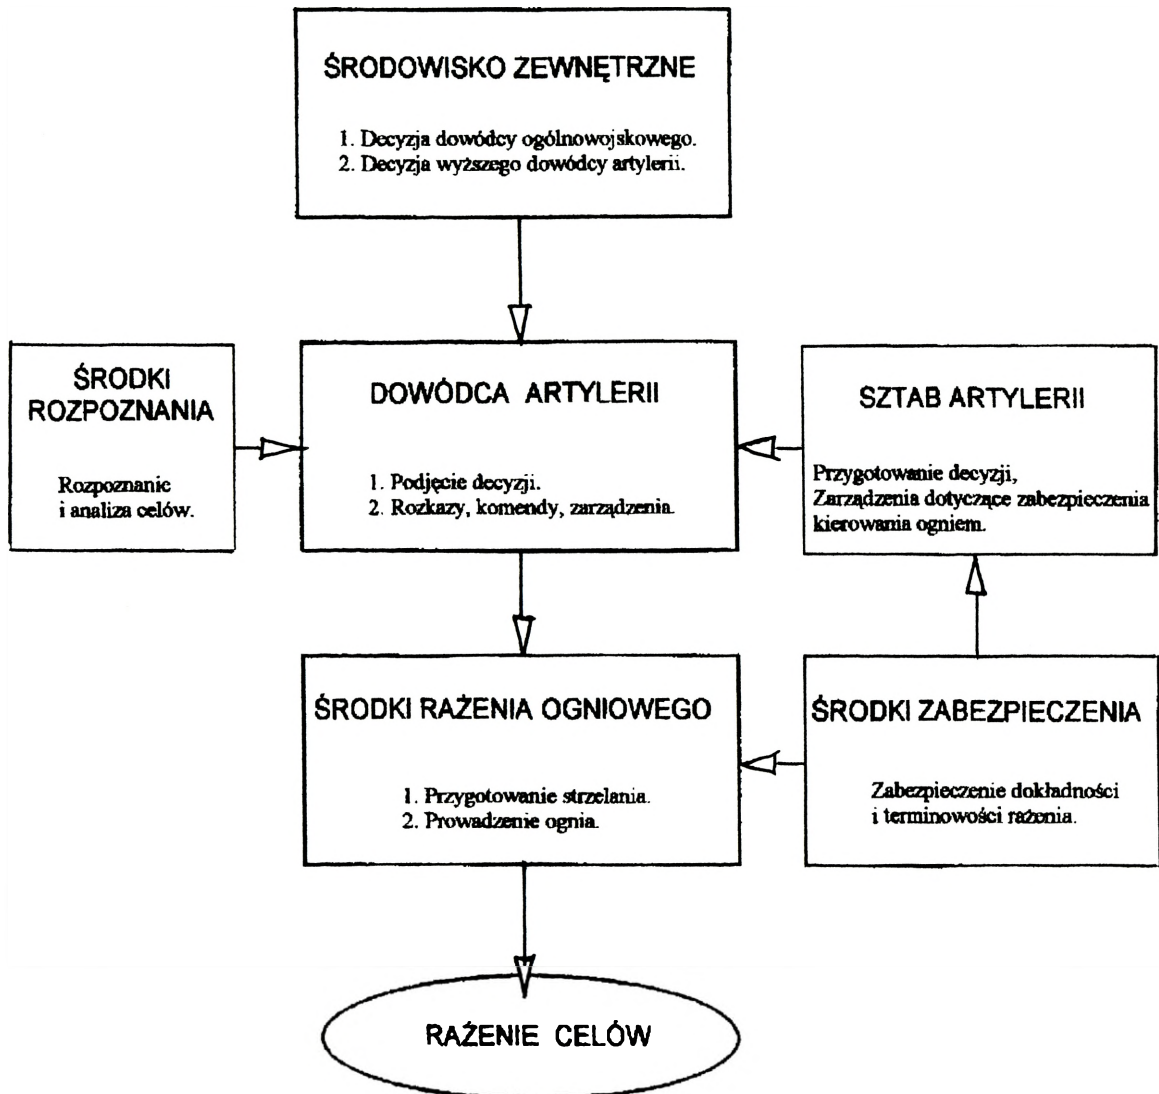 ŚRODOWISKO ZEWNĘTRZNE
1. Decyzja dowódcy ogólnowojskowego.
2. Decyzja wyższego dowódcy artylerii.
ŚRODKI
ROZPOZNANIA
Rozpoznanie
i analiza celów.
DOWÓDCA ARTYLERII
1. Podjęcie decyzji.
2. Rozkazy, komendy, zarządzenia.
SZTAB ARTYLERII
Przygotowanie decyzji,
Zarządzenia dotyczące zabezpieczenia
kierowania ogniem.
ŚRODKI RAŻENIA OGNIOWEGO
1. Przygotowanie strzelania.
2. Prowadzenie ognia.
ŚRODKI ZABEZPIECZENIA
Zabezpieczenie dokładności
i terminowości rażenia.
RAŻENIE CELÓW